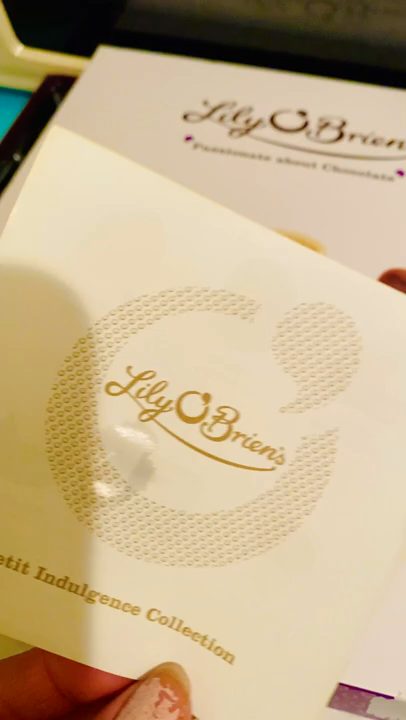 Lily O'Brien
Passionate about Chocolate
Lily O'Brien's
etit Indulgence Collection